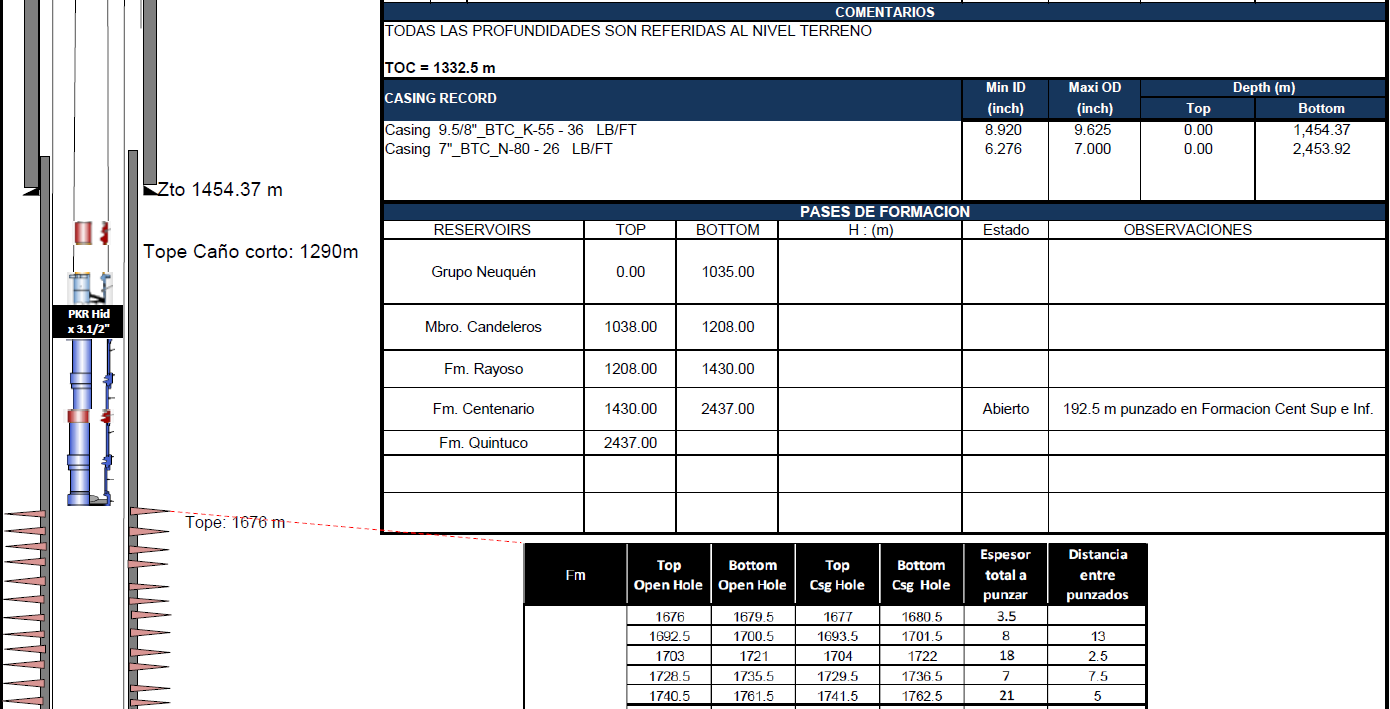 COMENTARIOS
TODAS LAS PROFUNDIDADES SON REFERIDAS AL NIVEL TERRENO
TOC = 1332.5 m
CASING RECORD Min ID (inch) Maxi OD (inch) Depth (m) Top Bottom
Casing 9.5/8"_BTC_K-55 - 36 LB/FT 8.920 9.625 0.00 1,454.37
Casing 7"_BTC_N-80 - 26 LB/FT 6.276 7.000 0.00 2,453.92
Zto 1454.37 m
Tope Caño corto: 1290m
PKR Hid
x 3.1/2"
Tope: 1676 m
PASES DE FORMACION
RESERVOIRS TOP BOTTOM H : (m) Estado OBSERVACIONES
Grupo Neuquén 0.00 1035.00
Mbro. Candeleros 1038.00 1208.00
Fm. Rayoso 1208.00 1430.00
Fm. Centenario 1430.00 2437.00 Abierto 192.5 m punzado en Formacion Cent Sup e Inf.
Fm. Quintuco 2437.00
Fm Top Open Hole Bottom Open Hole Top Csg Hole Bottom Csg Hole Espesor total a punzar Distancia entre punzados
1676 1679.5 1677 1680.5 3.5
1692.5 1700.5 1693.5 1701.5 8 13
1703 1721 1704 1722 18 2.5
1728.5 1735.5 1729.5 1736.5 7 7.5
1740.5 1761.5 1741.5 1762.5 21 5